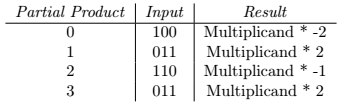 Partial Product Input Result
0 100 Multiplicand * -2
1 011 Multiplicand * 2
2 110 Multiplicand * -1
3 011 Multiplicand * 2